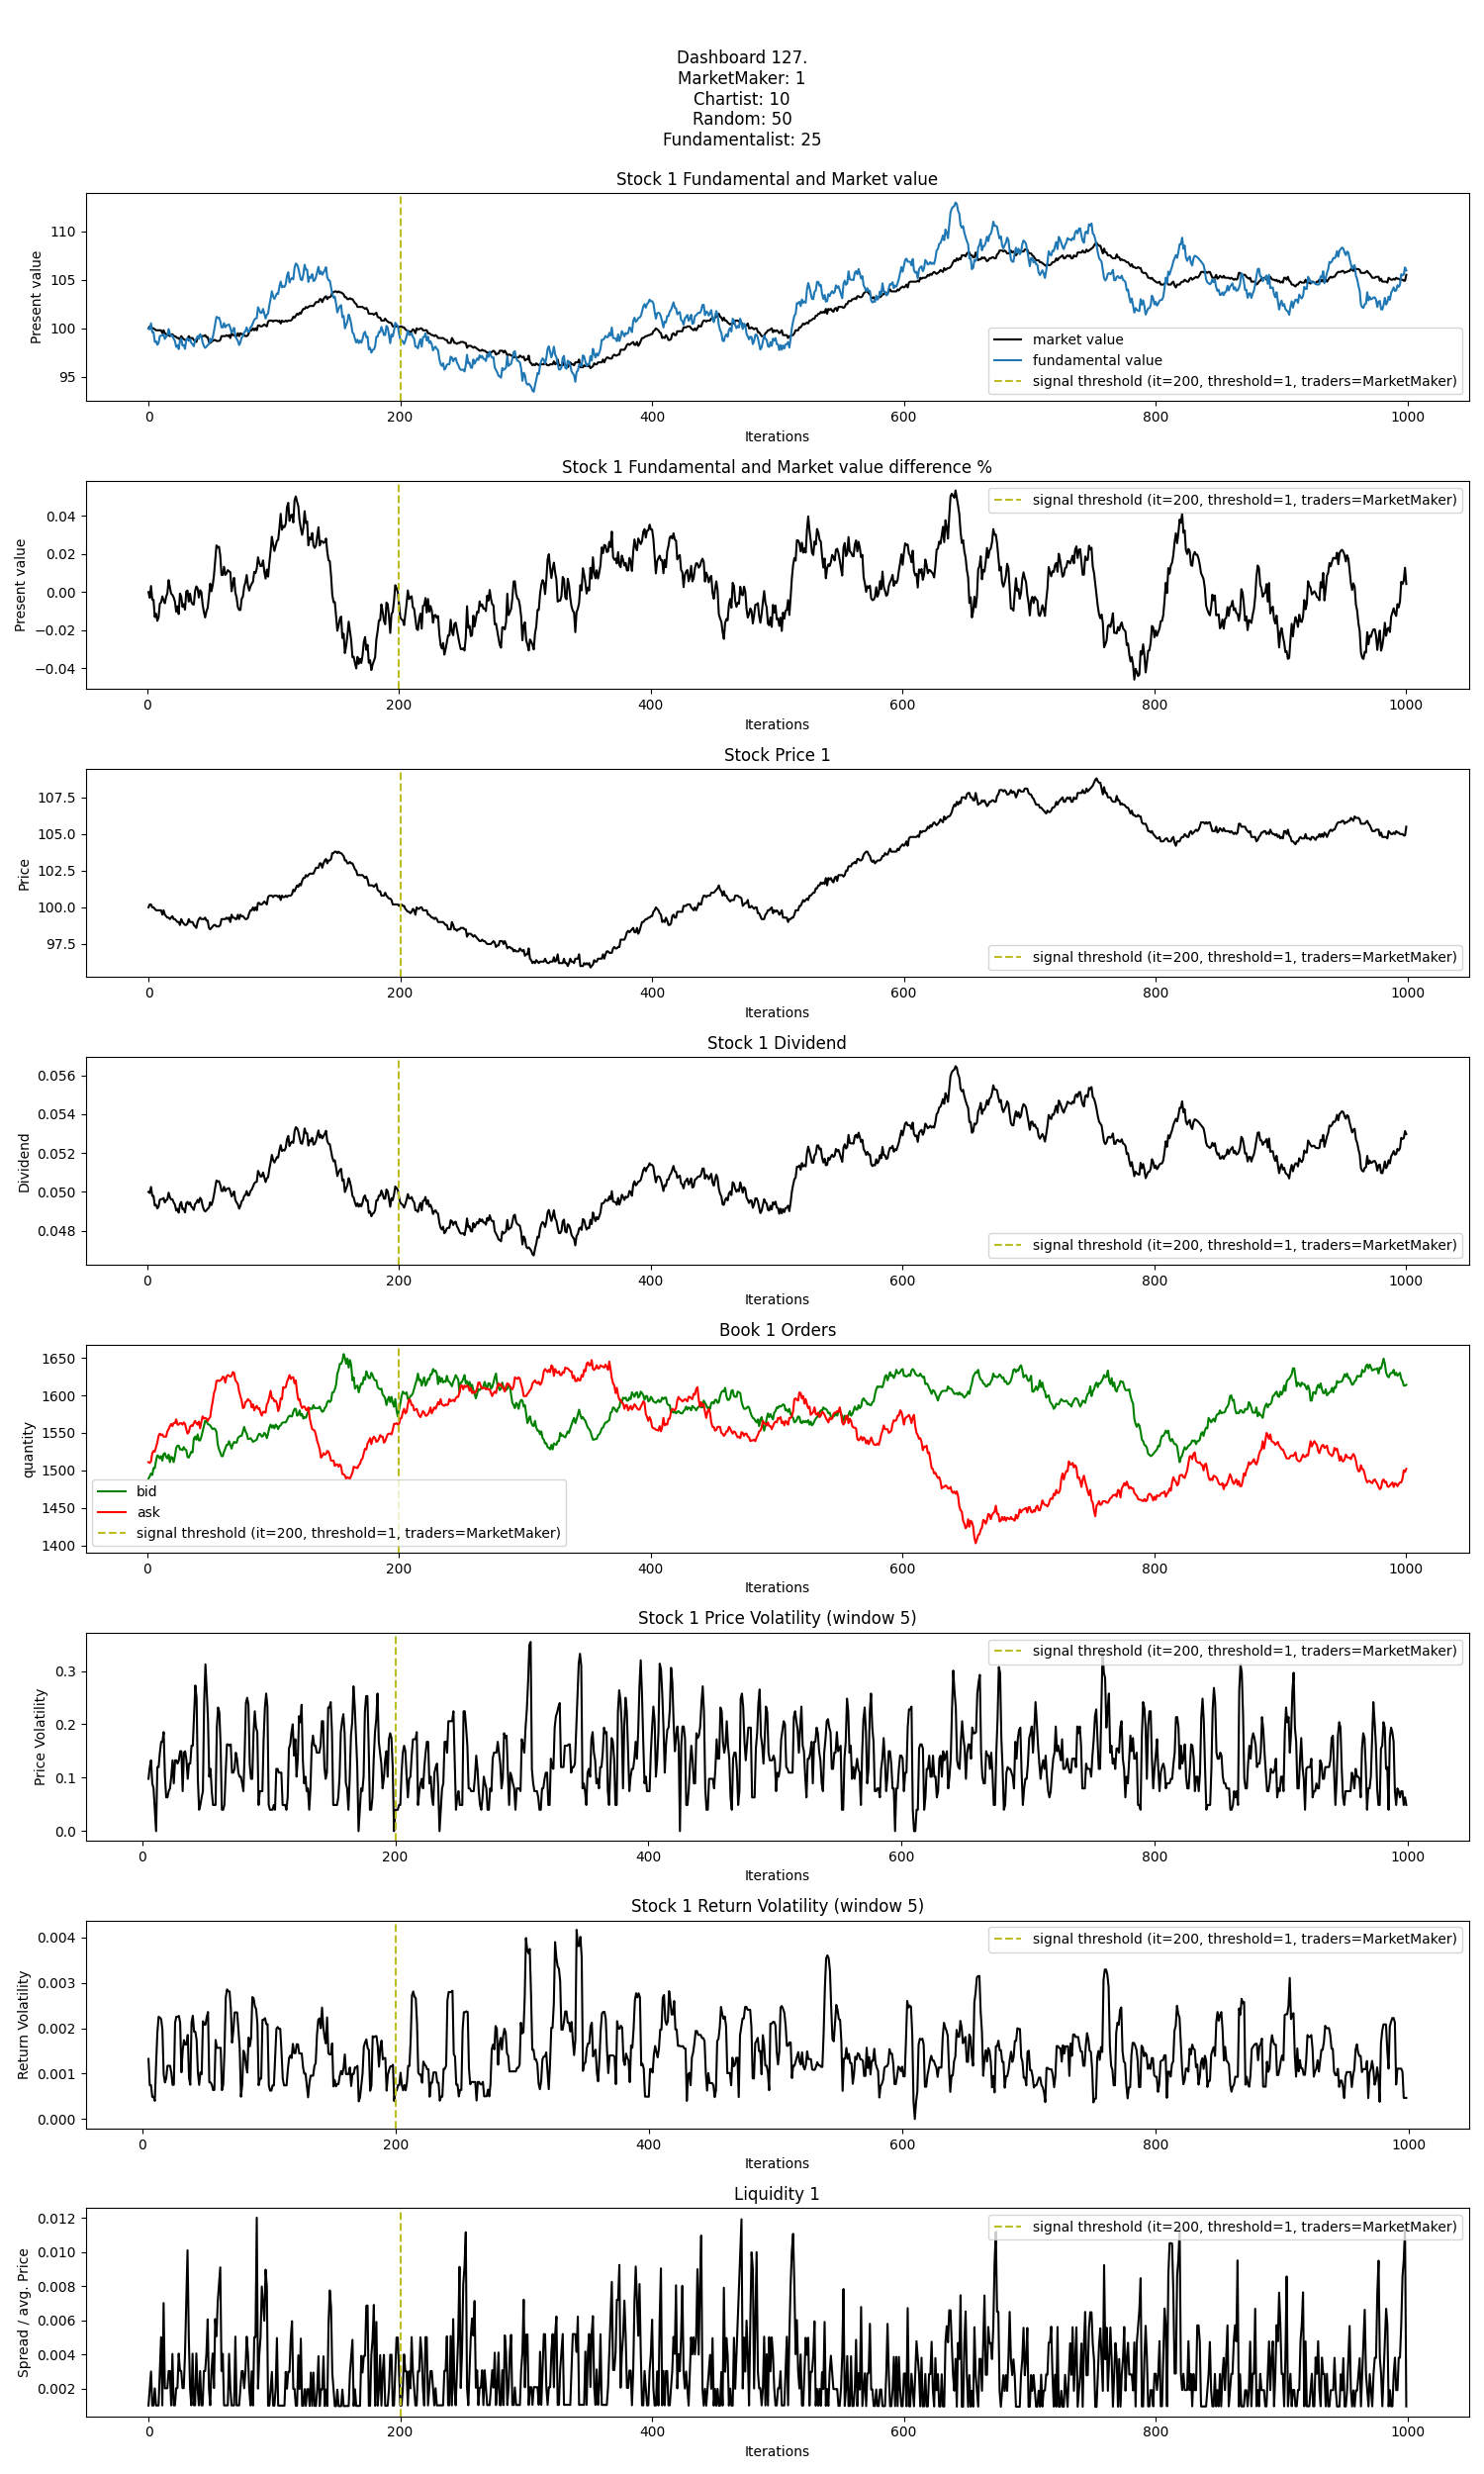 Dashboard 127.
MarketMaker: 1
Chartist: 10
Random: 50
Fundamentalist: 25
Stock 1 Fundamental and Market value
Present value
110
105
100
95
market value
fundamental value
signal threshold (it=200, threshold=1, traders=MarketMaker)
0 200 400 600 800 1000
Iterations
Stock 1 Fundamental and Market value difference %
Present value
0.04
0.02
0.00
−0.02
−0.04
signal threshold (it=200, threshold=1, traders=MarketMaker)
0 200 400 600 800 1000
Iterations
Stock Price 1
Price
107.5
105.0
102.5
100.0
97.5
signal threshold (it=200, threshold=1, traders=MarketMaker)
0 200 400 600 800 1000
Iterations
Stock 1 Dividend
Dividend
0.056
0.054
0.052
0.050
0.048
signal threshold (it=200, threshold=1, traders=MarketMaker)
0 200 400 600 800 1000
Iterations
Book 1 Orders
quantity
1650
1600
1550
1500
1450
1400
bid
ask
signal threshold (it=200, threshold=1, traders=MarketMaker)
0 200 400 600 800 1000
Iterations
Stock 1 Price Volatility (window 5)
Price Volatility
0.3
0.2
0.1
0.0
signal threshold (it=200, threshold=1, traders=MarketMaker)
0 200 400 600 800 1000
Iterations
Stock 1 Return Volatility (window 5)
Return Volatility
0.004
0.003
0.002
0.001
0.000
signal threshold (it=200, threshold=1, traders=MarketMaker)
0 200 400 600 800 1000
Iterations
Liquidity 1
Spread / avg. Price
0.012
0.010
0.008
0.006
0.004
0.002
signal threshold (it=200, threshold=1, traders=MarketMaker)
0 200 400 600 800 1000
Iterations